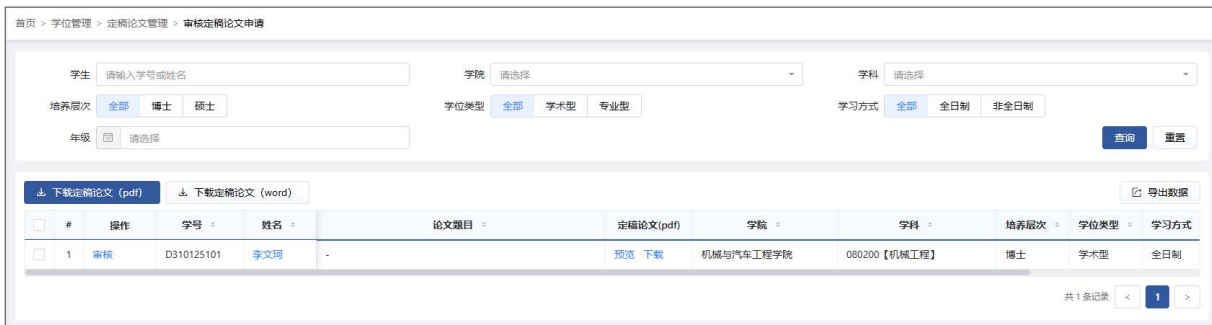 首页 > 学位管理 > 定稿论文管理 > 审核定稿论文申请
学生 请输入学号或姓名 学院 请选择 学科 请选择
培养层次 全部 博士 硕士 学位类型 全部 学术型 专业型 学习方式 全部 全日制 非全日制
年级 请选择 查询 重置
下载定稿论文（pdf） 下载定稿论文（word） 导出数据
# 操作 学号 姓名 论文题目 定稿论文(pdf) 学院 学科 培养层次 学位类型 学习方式
1 审核 D310125101 李文珂 - 预览 下载 机械与汽车工程学院 080200【机械工程】 博士 学术型 全日制
共 1 条记录 < 1 >